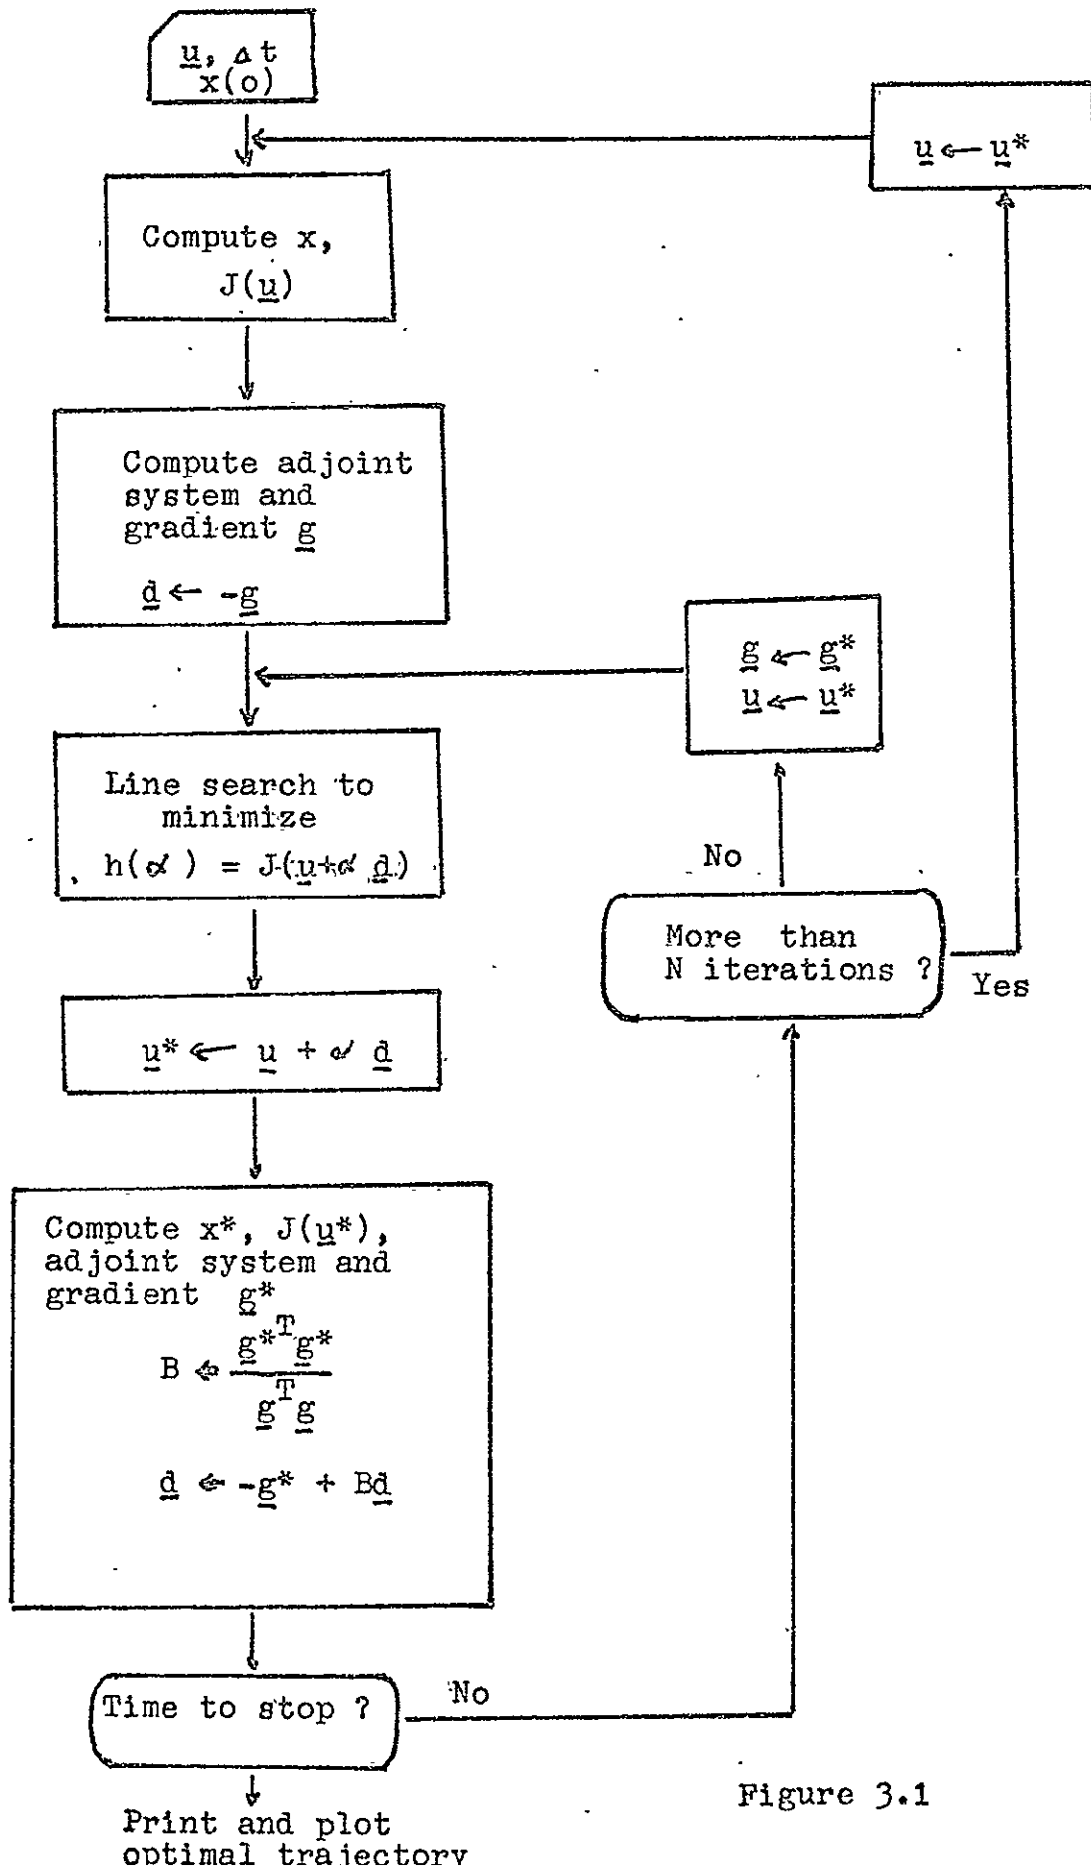 u, Δt
x(o)
u ← u*
Compute x,
J(u)
Compute adjoint
system and
gradient g
d ← -g
g ← g*
u ← u*
Line search to
minimize
h(α) = J(u+α d)
No
More than
N iterations ?
Yes
u* ← u + α d
Compute x*, J(u*),
adjoint system and
gradient g*
B ← g*ᵀg*
gᵀg
d ← -g* + Bd
Time to stop ?
No
Print and plot
optimal trajectory
Figure 3.1